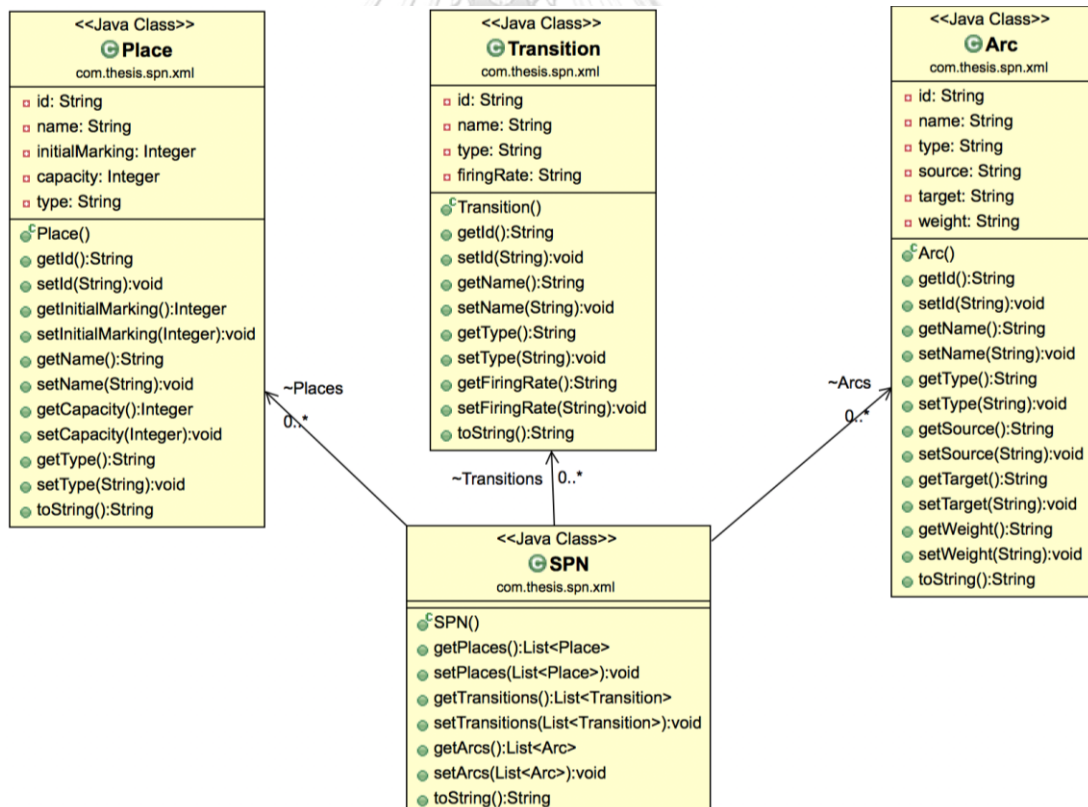 <<Java Class>>
Place
com.thesis.spn.xml
id: String
name: String
initialMarking: Integer
capacity: Integer
type: String
Place()
getId():String
setId(String):void
getInitialMarking():Integer
setInitialMarking(Integer):void
getName():String
setName(String):void
getCapacity():Integer
setCapacity(Integer):void
getType():String
setType(String):void
toString():String
<<Java Class>>
Transition
com.thesis.spn.xml
id: String
name: String
type: String
firingRate: String
Transition()
getId():String
setId(String):void
getName():String
setName(String):void
getType():String
setType(String):void
getFiringRate():String
setFiringRate(String):void
toString():String
<<Java Class>>
Arc
com.thesis.spn.xml
id: String
name: String
type: String
source: String
target: String
weight: String
Arc()
getId():String
setId(String):void
getName():String
setName(String):void
getType():String
setType(String):void
getSource():String
setSource(String):void
getTarget():String
setTarget(String):void
getWeight():String
setWeight(String):void
toString():String
~Places
0..*
~Transitions
0..*
~Arcs
0..*
<<Java Class>>
SPN
com.thesis.spn.xml
SPN()
getPlaces():List<Place>
setPlaces(List<Place>):void
getTransitions():List<Transition>
setTransitions(List<Transition>):void
getArcs():List<Arc>
setArcs(List<Arc>):void
toString():String